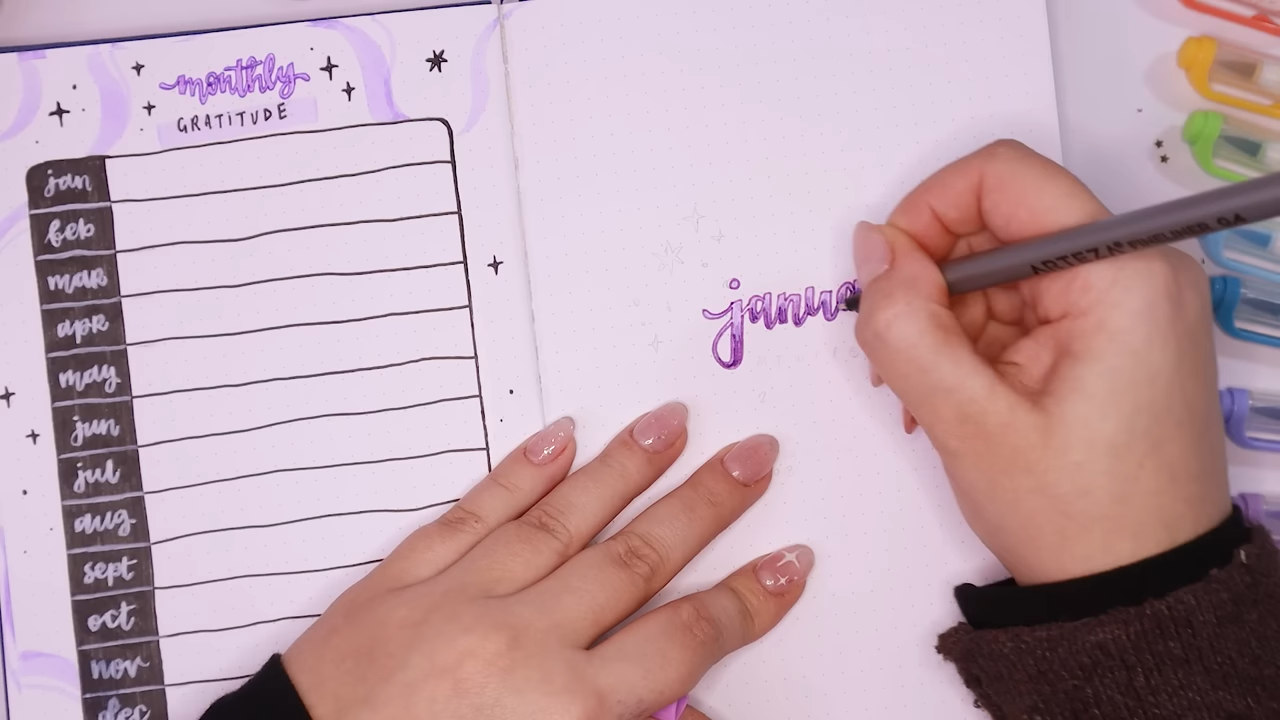 monthly
GRATITUDE
jan
feb
mar
apr
may
jun
jul
aug
sept
oct
nov
dec
janua
ARTEZA® FINELINER 04